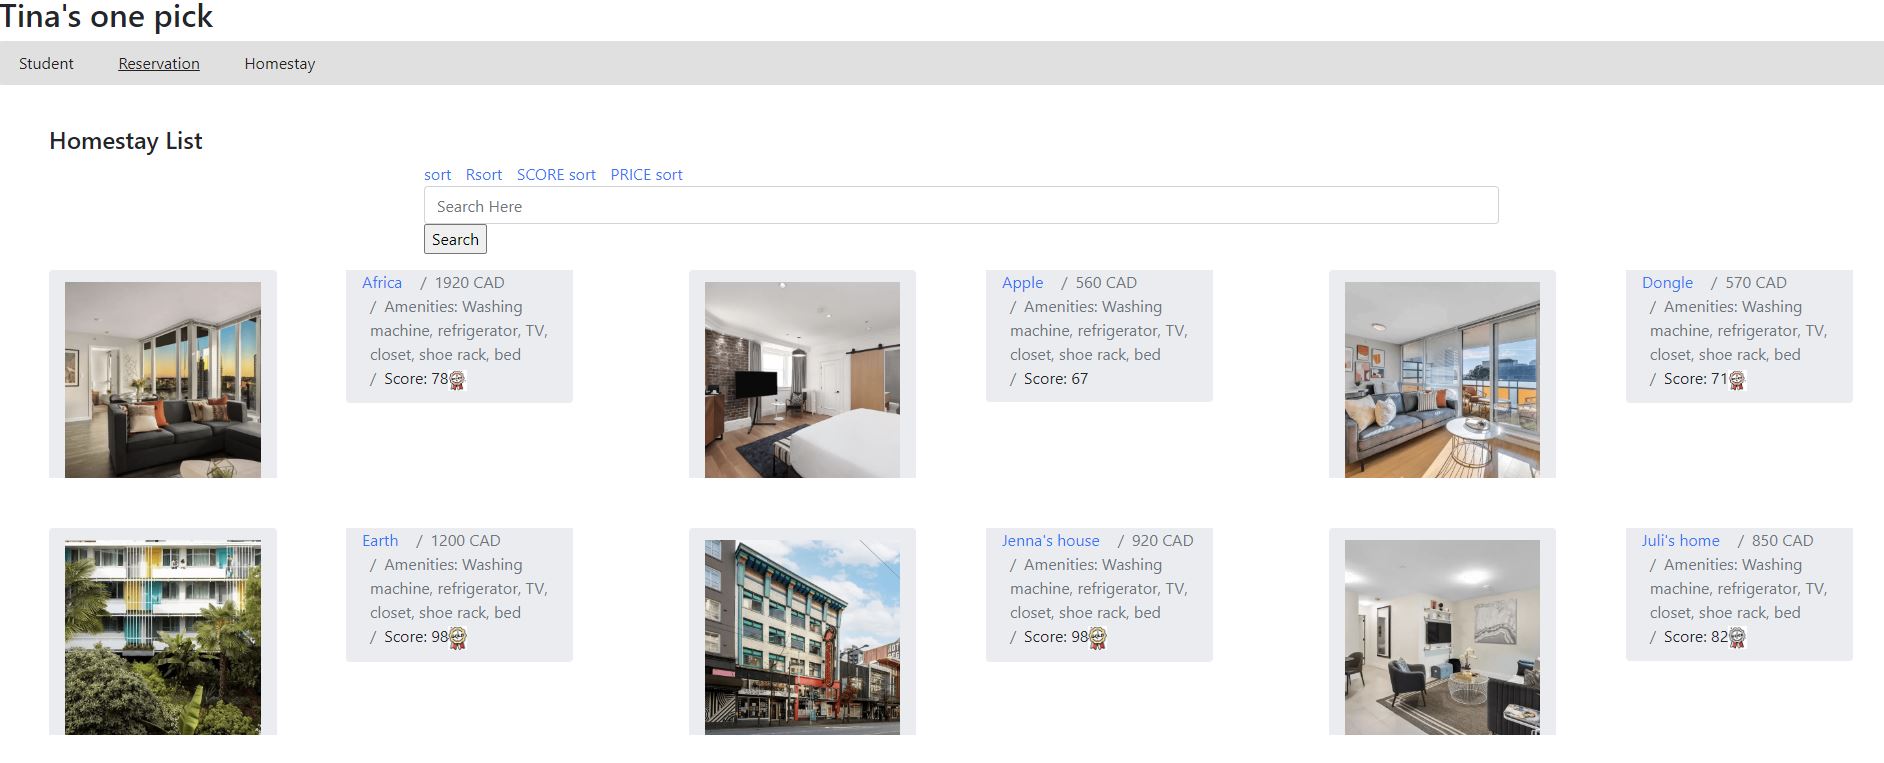 Tina's one pick
Student Reservation Homestay
Homestay List
sort Rsort SCORE sort PRICE sort
Search Here
Search
Africa / 1920 CAD
/ Amenities: Washing
machine, refrigerator, TV,
closet, shoe rack, bed
/ Score: 78
Apple / 560 CAD
/ Amenities: Washing
machine, refrigerator, TV,
closet, shoe rack, bed
/ Score: 67
Dongle / 570 CAD
/ Amenities: Washing
machine, refrigerator, TV,
closet, shoe rack, bed
/ Score: 71
Earth / 1200 CAD
/ Amenities: Washing
machine, refrigerator, TV,
closet, shoe rack, bed
/ Score: 98
Jenna's house / 920 CAD
/ Amenities: Washing
machine, refrigerator, TV,
closet, shoe rack, bed
/ Score: 98
Juli's home / 850 CAD
/ Amenities: Washing
machine, refrigerator, TV,
closet, shoe rack, bed
/ Score: 82